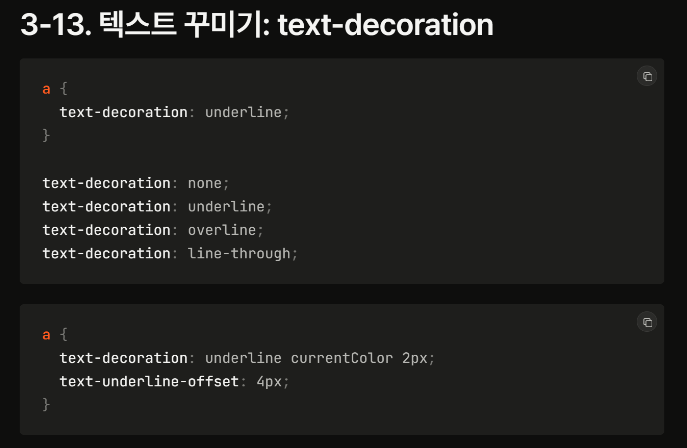 3-13. 텍스트 꾸미기: text-decoration
a {
  text-decoration: underline;
}
text-decoration: none;
text-decoration: underline;
text-decoration: overline;
text-decoration: line-through;
a {
  text-decoration: underline currentColor 2px;
  text-underline-offset: 4px;
}